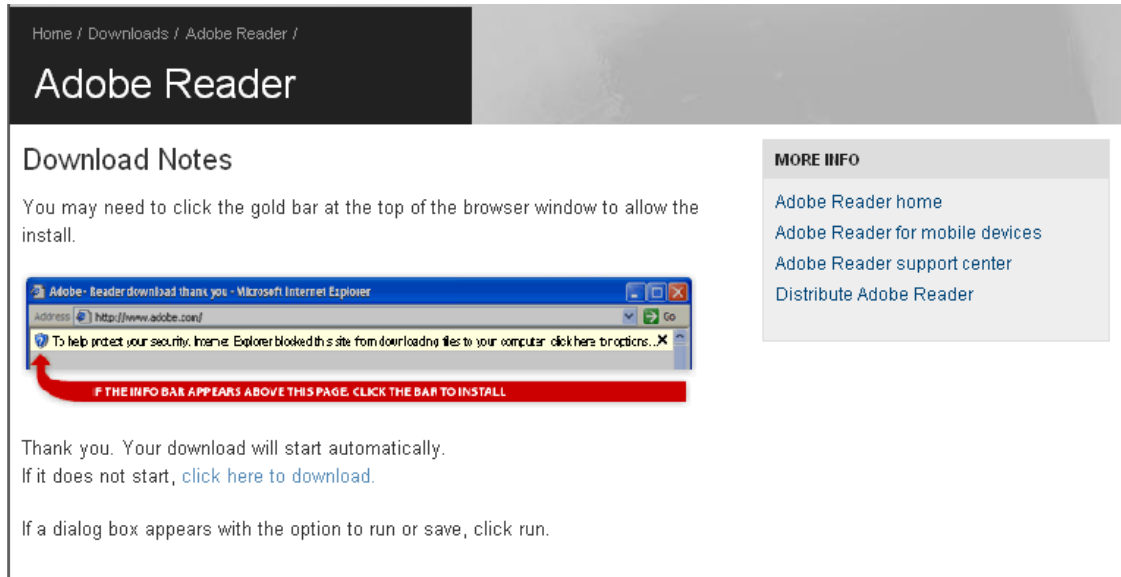 Home / Downloads / Adobe Reader /
Adobe Reader
Download Notes
You may need to click the gold bar at the top of the browser window to allow the
install.
Adobe - Reader download thank you - Microsoft Internet Explorer
Address http://www.adobe.com/
Go
To help protect your security, Internet Explorer blocked this site from downloading files to your computer click here for options...
IF THE INFO BAR APPEARS ABOVE THIS PAGE, CLICK THE BAR TO INSTALL
Thank you. Your download will start automatically.
If it does not start, click here to download.
If a dialog box appears with the option to run or save, click run.
MORE INFO
Adobe Reader home
Adobe Reader for mobile devices
Adobe Reader support center
Distribute Adobe Reader